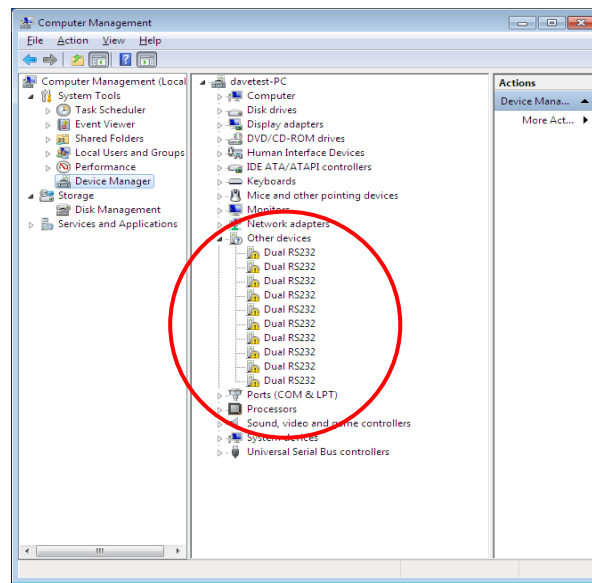 Computer Management
File Action View Help
Computer Management (Local
System Tools
Task Scheduler
Event Viewer
Shared Folders
Local Users and Groups
Performance
Device Manager
Storage
Disk Management
Services and Applications
davetest-PC
Computer
Disk drives
Display adapters
DVD/CD-ROM drives
Human Interface Devices
IDE ATA/ATAPI controllers
Keyboards
Mice and other pointing devices
Monitors
Network adapters
Other devices
Dual RS232
Dual RS232
Dual RS232
Dual RS232
Dual RS232
Dual RS232
Dual RS232
Dual RS232
Dual RS232
Dual RS232
Ports (COM & LPT)
Processors
Sound, video and game controllers
System devices
Universal Serial Bus controllers
Actions
Device Mana...
More Act...